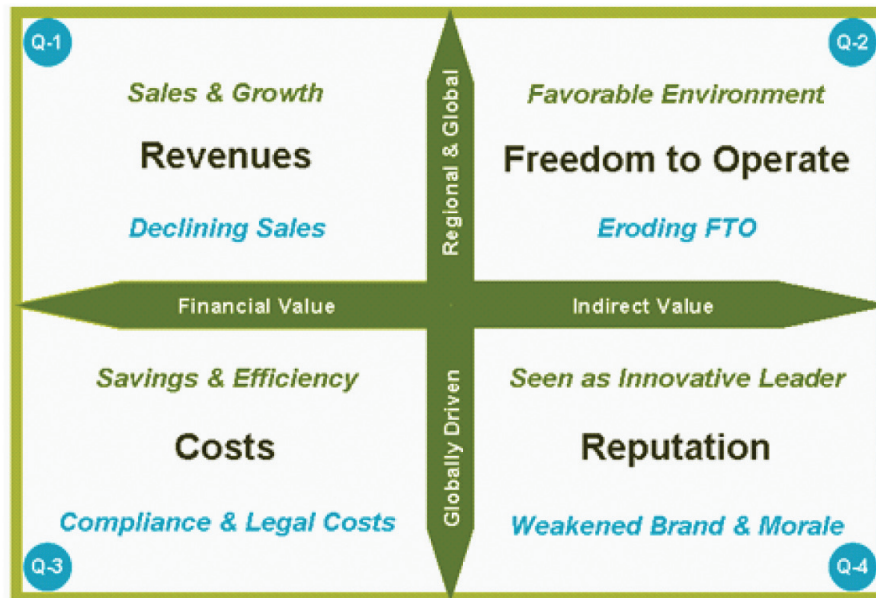 Q-1
Sales & Growth
Revenues
Declining Sales
Regional & Global
Q-2
Favorable Environment
Freedom to Operate
Eroding FTO
Financial Value
Indirect Value
Savings & Efficiency
Costs
Compliance & Legal Costs
Q-3
Globally Driven
Seen as Innovative Leader
Reputation
Weakened Brand & Morale
Q-4